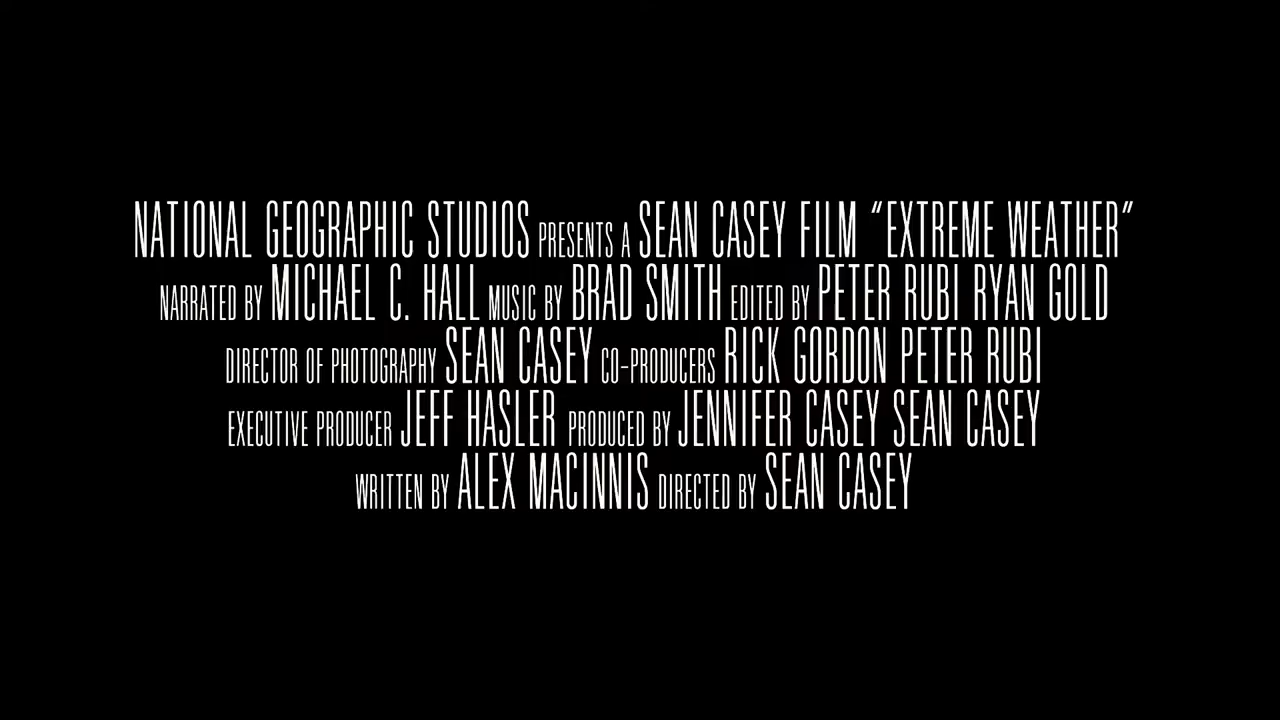 NATIONAL GEOGRAPHIC STUDIOS PRESENTS A SEAN CASEY FILM “EXTREME WEATHER”
NARRATED BY MICHAEL C. HALL MUSIC BY BRAD SMITH EDITED BY PETER RUBI RYAN GOLD
DIRECTOR OF PHOTOGRAPHY SEAN CASEY CO-PRODUCERS RICK GORDON PETER RUBI
EXECUTIVE PRODUCER JEFF HASLER PRODUCED BY JENNIFER CASEY SEAN CASEY
WRITTEN BY ALEX MACINNIS DIRECTED BY SEAN CASEY